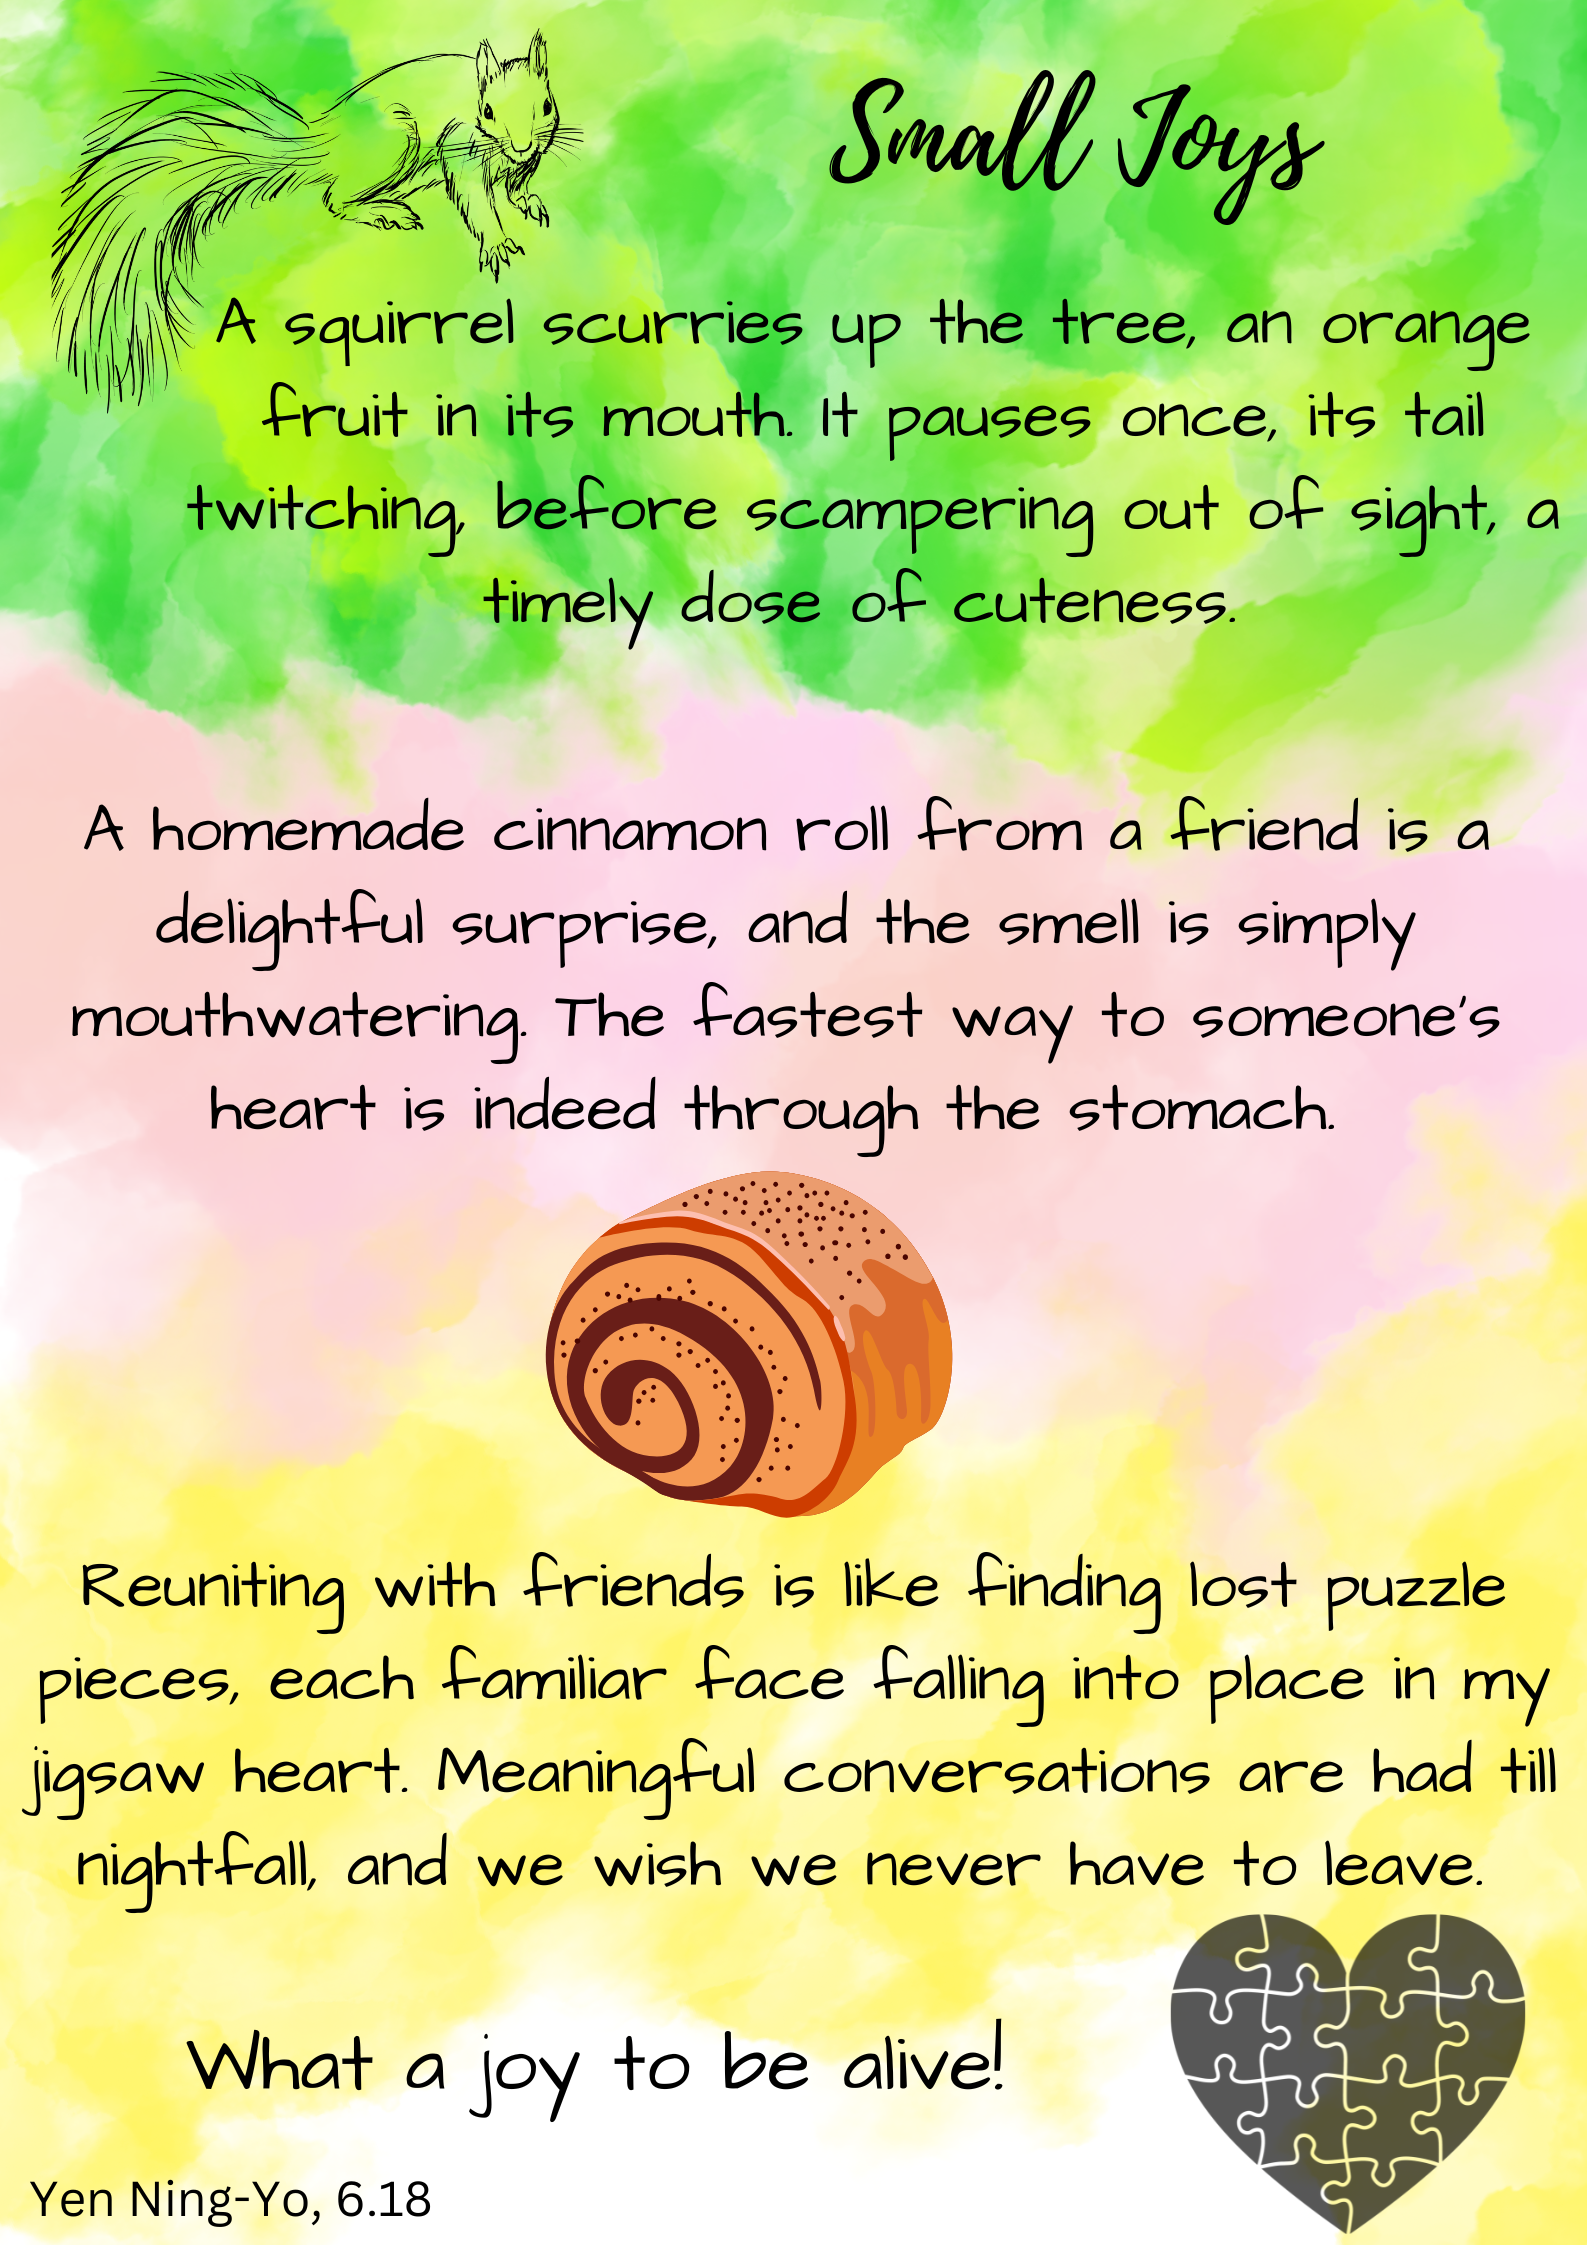 Small Joys
A squirrel scurries up the tree, an orange
fruit in its mouth. It pauses once, its tail
twitching, before scampering out of sight, a
timely dose of cuteness.
A homemade cinnamon roll from a friend is a
delightful surprise, and the smell is simply
mouthwatering. The fastest way to someone's
heart is indeed through the stomach.
Reuniting with friends is like finding lost puzzle
pieces, each familiar face falling into place in my
jigsaw heart. Meaningful conversations are had till
nightfall, and we wish we never have to leave.
What a joy to be alive!
Yen Ning-Yo, 6.18